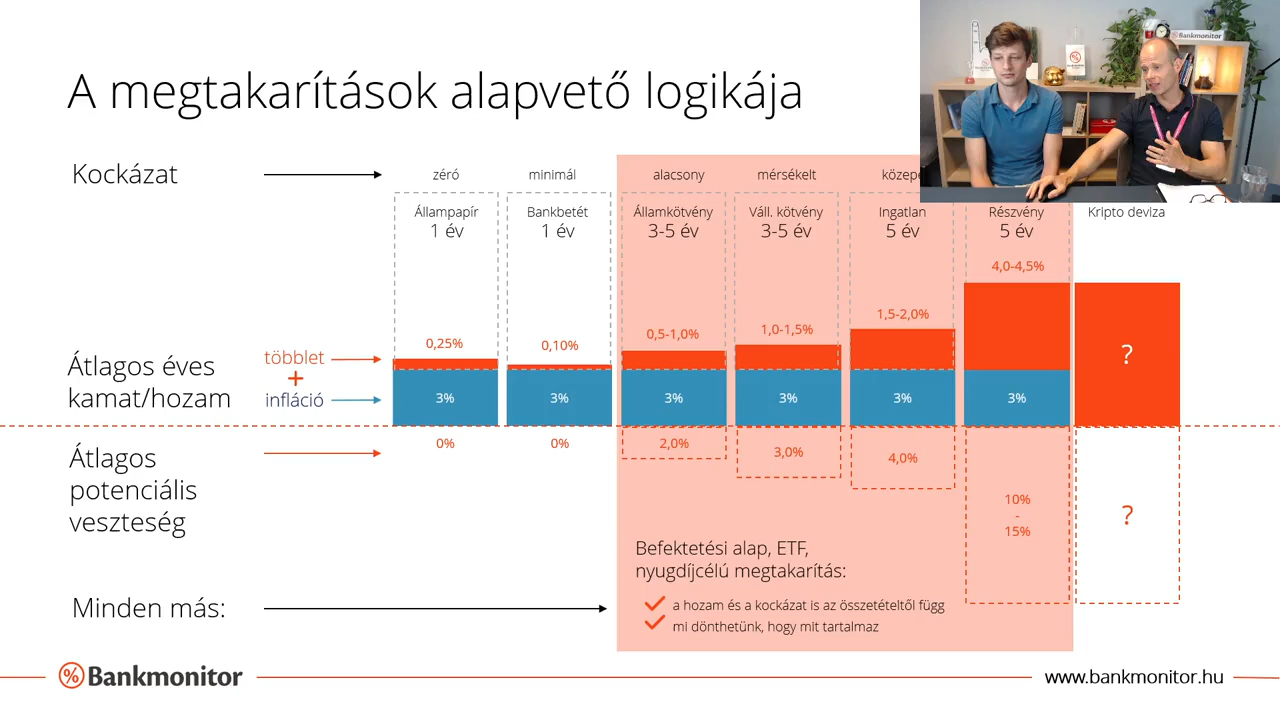 Bankmonitor
A megtakarítások alapvető logikája
Kockázat
zéró
minimál
alacsony
mérsékelt
Állampapír
1 év
Bankbetét
1 év
Államkötvény
3-5 év
Váll. kötvény
3-5 év
Ingatlan
5 év
Részvény
5 év
Kripto deviza
4,0-4,5%
1,5-2,0%
1,0-1,5%
0,5-1,0%
0,10%
0,25%
Átlagos éves
kamat/hozam
többlet
+
infláció
3%
3%
3%
3%
3%
3%
?
Átlagos
potenciális
veszteség
0%
0%
2,0%
3,0%
4,0%
10%
-
15%
?
Befektetési alap, ETF,
nyugdíjcélú megtakarítás:
a hozam és a kockázat is az összetételtől függ
mi dönthetünk, hogy mit tartalmaz
Minden más:
% Bankmonitor
www.bankmonitor.hu